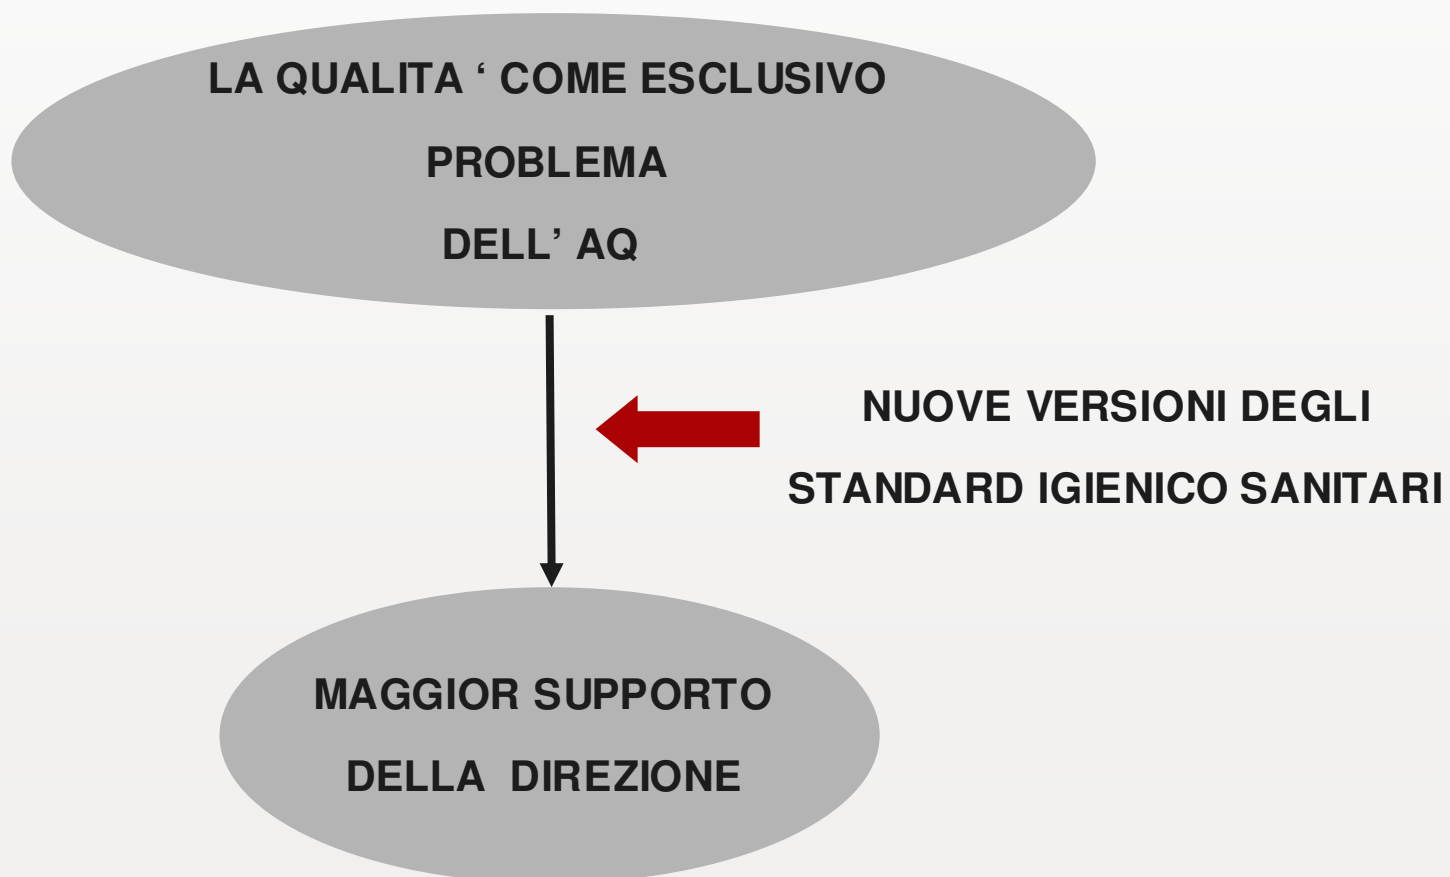 LA QUALITA ‘ COME ESCLUSIVO
PROBLEMA
DELL’ AQ
NUOVE VERSIONI DEGLI
STANDARD IGIENICO SANITARI
MAGGIOR SUPPORTO
DELLA DIREZIONE